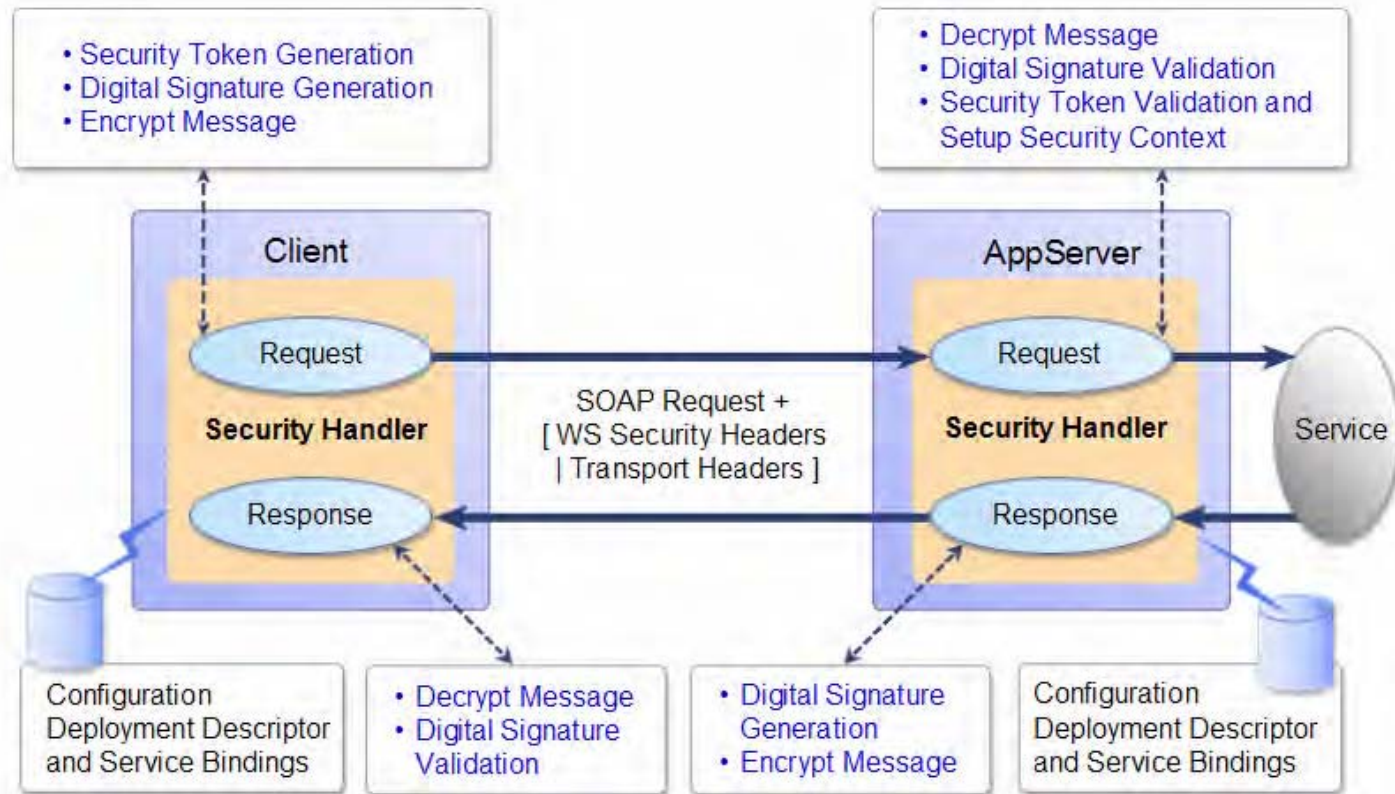 • Security Token Generation
• Digital Signature Generation
• Encrypt Message
• Decrypt Message
• Digital Signature Validation
• Security Token Validation and
Setup Security Context
Client
AppServer
Request
Request
SOAP Request +
[ WS Security Headers
| Transport Headers ]
Security Handler
Security Handler
Service
Response
Response
Configuration
Deployment Descriptor
and Service Bindings
• Decrypt Message
• Digital Signature
Validation
• Digital Signature
Generation
• Encrypt Message
Configuration
Deployment Descriptor
and Service Bindings